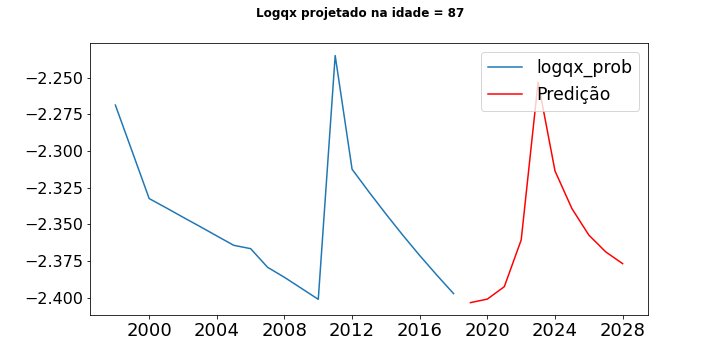 Logqx projetado na idade = 87
logqx_prob
Predição
−2.250
−2.275
−2.300
−2.325
−2.350
−2.375
−2.400
2000 2004 2008 2012 2016 2020 2024 2028